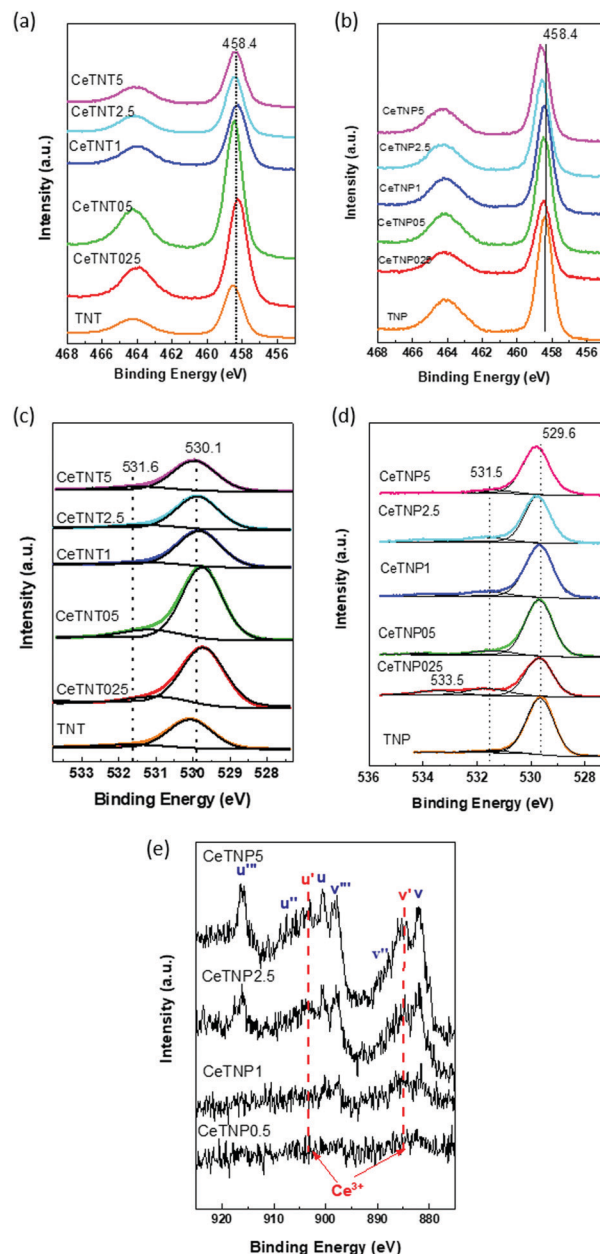 (a)
458.4
CeTNT5
CeTNT2.5
CeTNT1
CeTNT05
CeTNT025
TNT
Intensity (a.u.)
468 466 464 462 460 458 456
Binding Energy (eV)
(b)
458.4
CeTNP5
CeTNP2.5
CeTNP1
CeTNP05
CeTNP025
TNP
Intensity (a.u.)
468 466 464 462 460 458 456
Binding Energy (eV)
(c)
531.6
530.1
CeTNT5
CeTNT2.5
CeTNT1
CeTNT05
CeTNT025
TNT
Intensity (a.u.)
533 532 531 530 529 528
Binding Energy (eV)
(d)
529.6
531.5
CeTNP5
CeTNP2.5
CeTNP1
CeTNP05
CeTNP025
533.5
TNP
Intensity (a.u.)
536 534 532 530 528
Binding Energy (eV)
(e)
CeTNP5
u'''
u''
u'
u
v'''
v''
v'
v
CeTNP2.5
CeTNP1
CeTNP0.5
Ce³⁺
Intensity (a.u.)
920 910 900 890 880
Binding Energy (eV)